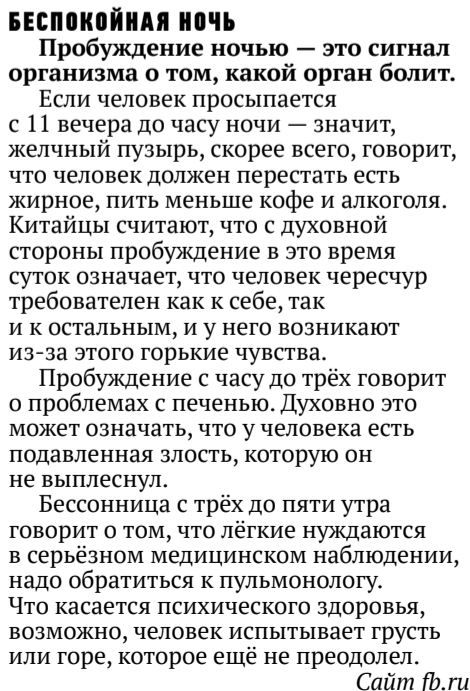 БЕСПОКОЙНАЯ НОЧЬ
Пробуждение ночью — это сигнал
организма о том, какой орган болит.
Если человек просыпается
с 11 вечера до часу ночи — значит,
желчный пузырь, скорее всего, говорит,
что человек должен перестать есть
жирное, пить меньше кофе и алкоголя.
Китайцы считают, что с духовной
стороны пробуждение в это время
суток означает, что человек чересчур
требователен как к себе, так
и к остальным, и у него возникают
из-за этого горькие чувства.
Пробуждение с часу до трёх говорит
о проблемах с печенью. Духовно это
может означать, что у человека есть
подавленная злость, которую он
не выплеснул.
Бессонница с трёх до пяти утра
говорит о том, что лёгкие нуждаются
в серьёзном медицинском наблюдении,
надо обратиться к пульмонологу.
Что касается психического здоровья,
возможно, человек испытывает грусть
или горе, которое ещё не преодолел.
Сайт fb.ru